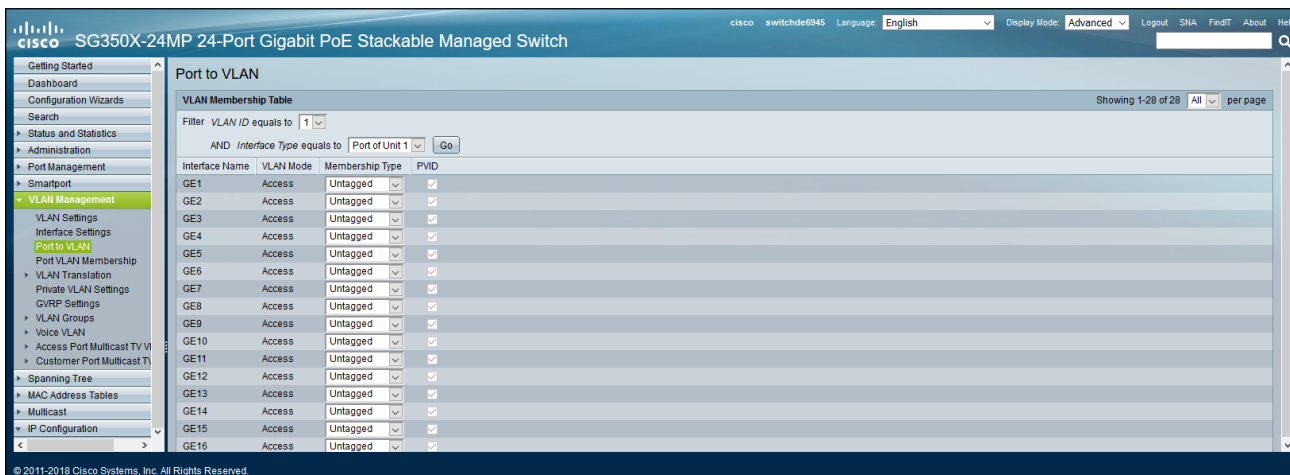 cisco switchde6945 Language: English Display Mode: Advanced Logout SNA FindIT About
cisco SG350X-24MP 24-Port Gigabit PoE Stackable Managed Switch
Getting Started
Dashboard
Configuration Wizards
Search
Status and Statistics
Administration
Port Management
Smartport
VLAN Management
VLAN Settings
Interface Settings
Port to VLAN
Port VLAN Membership
VLAN Translation
Private VLAN Settings
GVRP Settings
VLAN Groups
Voice VLAN
Access Port Multicast TV
Customer Port Multicast
Spanning Tree
MAC Address Tables
Multicast
IP Configuration
Port to VLAN
VLAN Membership Table Showing 1-28 of 28 All per page
Filter VLAN ID equals to 1
AND Interface Type equals to Port of Unit 1 Go
Interface Name VLAN Mode Membership Type PVID
GE1 Access Untagged
GE2 Access Untagged
GE3 Access Untagged
GE4 Access Untagged
GE5 Access Untagged
GE6 Access Untagged
GE7 Access Untagged
GE8 Access Untagged
GE9 Access Untagged
GE10 Access Untagged
GE11 Access Untagged
GE12 Access Untagged
GE13 Access Untagged
GE14 Access Untagged
GE15 Access Untagged
GE16 Access Untagged
© 2011-2018 Cisco Systems, Inc. All Rights Reserved.